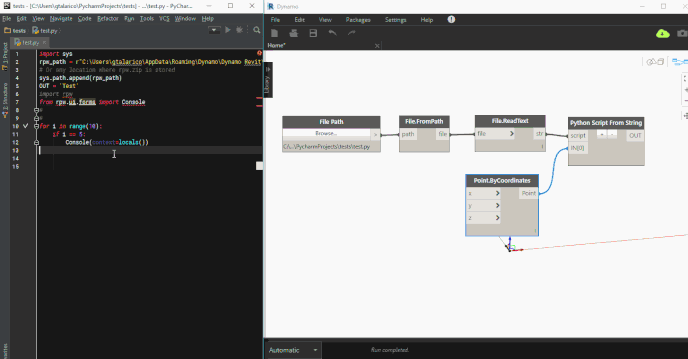 tests - [C:\Users\gtalarico\PycharmProjects\tests] - ...\test.py - PyChar...
File Edit View Navigate Code Refactor Run Tools VCS Window Help
tests test.py
test.py
1: Project
7: Structure
1 import sys
2 rpw_path = r"C:\Users\gtalarico\AppData\Roaming\Dynamo\Dynamo Revit
3 # Or any location where rpw.zip is stored
4 sys.path.append(rpw_path)
5 OUT = 'Test'
6 import rpw
7 from rpw.ui.forms import Console
8 #
9 #
10 for i in range(10):
11 if i == 5:
12 Console(context=locals())
13
14
15
Dynamo
File Edit View Packages Settings Help
Home*
Library
File Path
Browse...
>
C:\...\PycharmProjects\tests\test.py
File.FromPath
path file
File.ReadText
file > str
Python Script From String
script + - OUT
IN[0]
Point.ByCoordinates
x > Point
y >
z >
Automatic
Run completed.